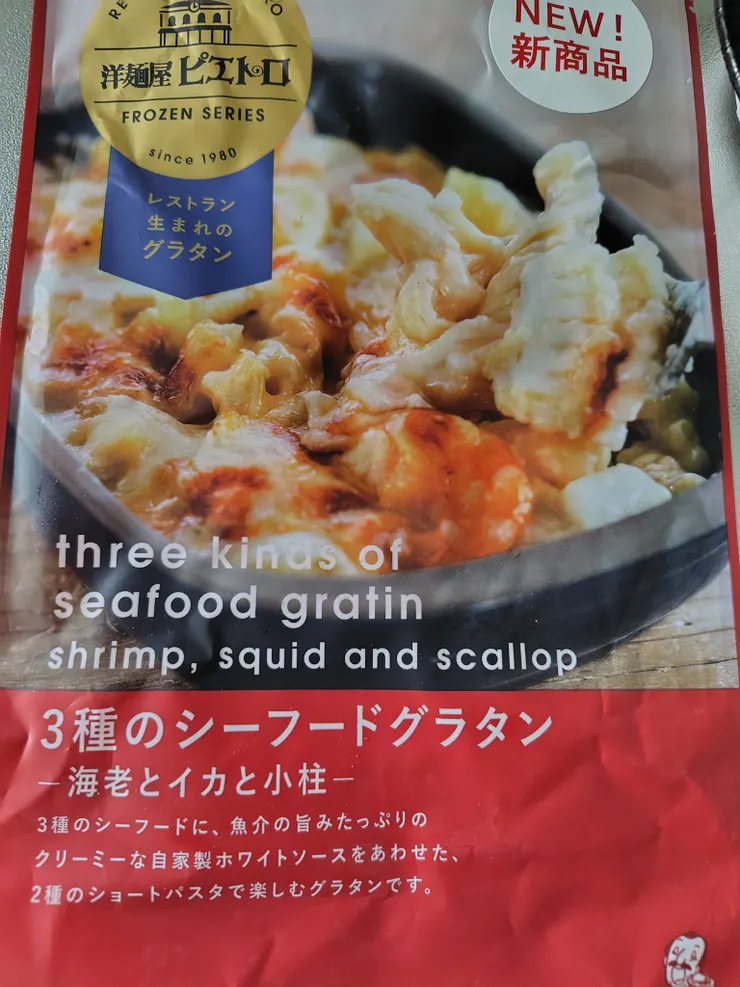 洋麺屋 ピエトロ
FROZEN SERIES
since 1980
レストラン
生まれの
グラタン
NEW!
新商品
three kinds of
seafood gratin
shrimp, squid and scallop
3種のシーフードグラタン
–海老とイカと小柱–
3種のシーフードに、魚介の旨みたっぷりの
クリーミーな自家製ホワイトソースをあわせた、
2種のショートパスタで楽しむグラタンです。